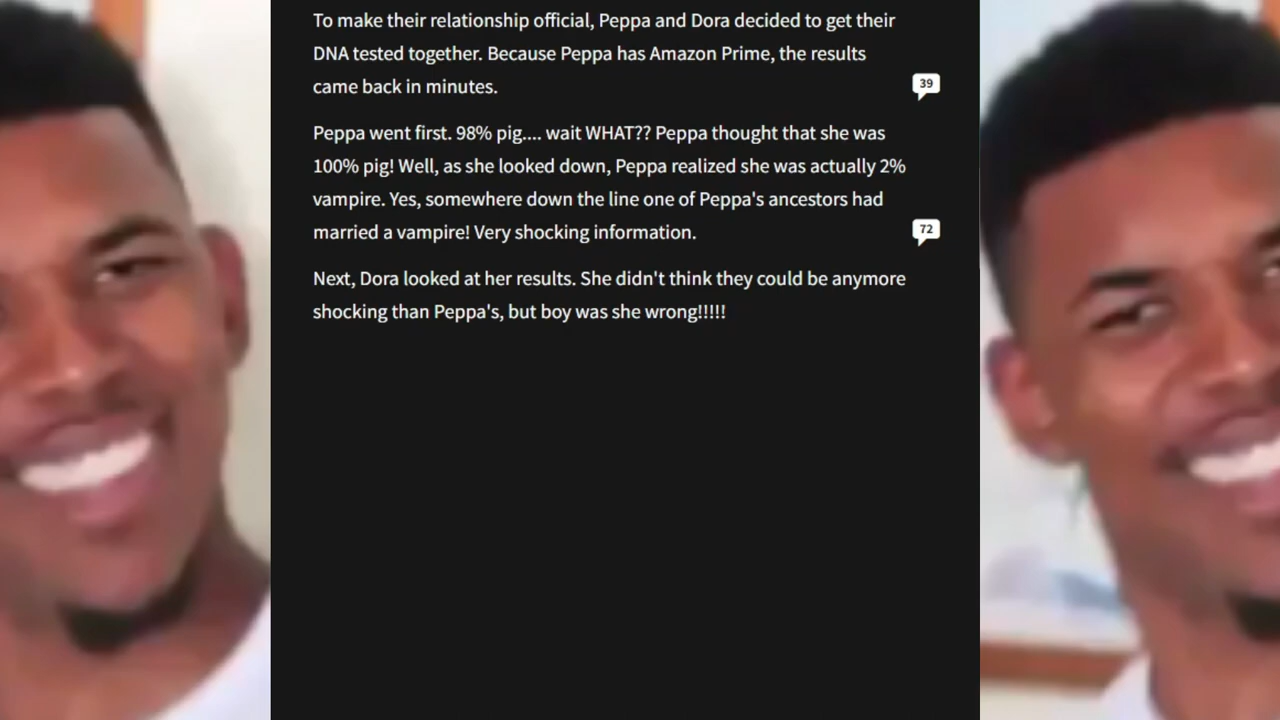 To make their relationship official, Peppa and Dora decided to get their
DNA tested together. Because Peppa has Amazon Prime, the results
came back in minutes.
39
Peppa went first. 98% pig.... wait WHAT?? Peppa thought that she was
100% pig! Well, as she looked down, Peppa realized she was actually 2%
vampire. Yes, somewhere down the line one of Peppa's ancestors had
married a vampire! Very shocking information.
72
Next, Dora looked at her results. She didn't think they could be anymore
shocking than Peppa's, but boy was she wrong!!!!!